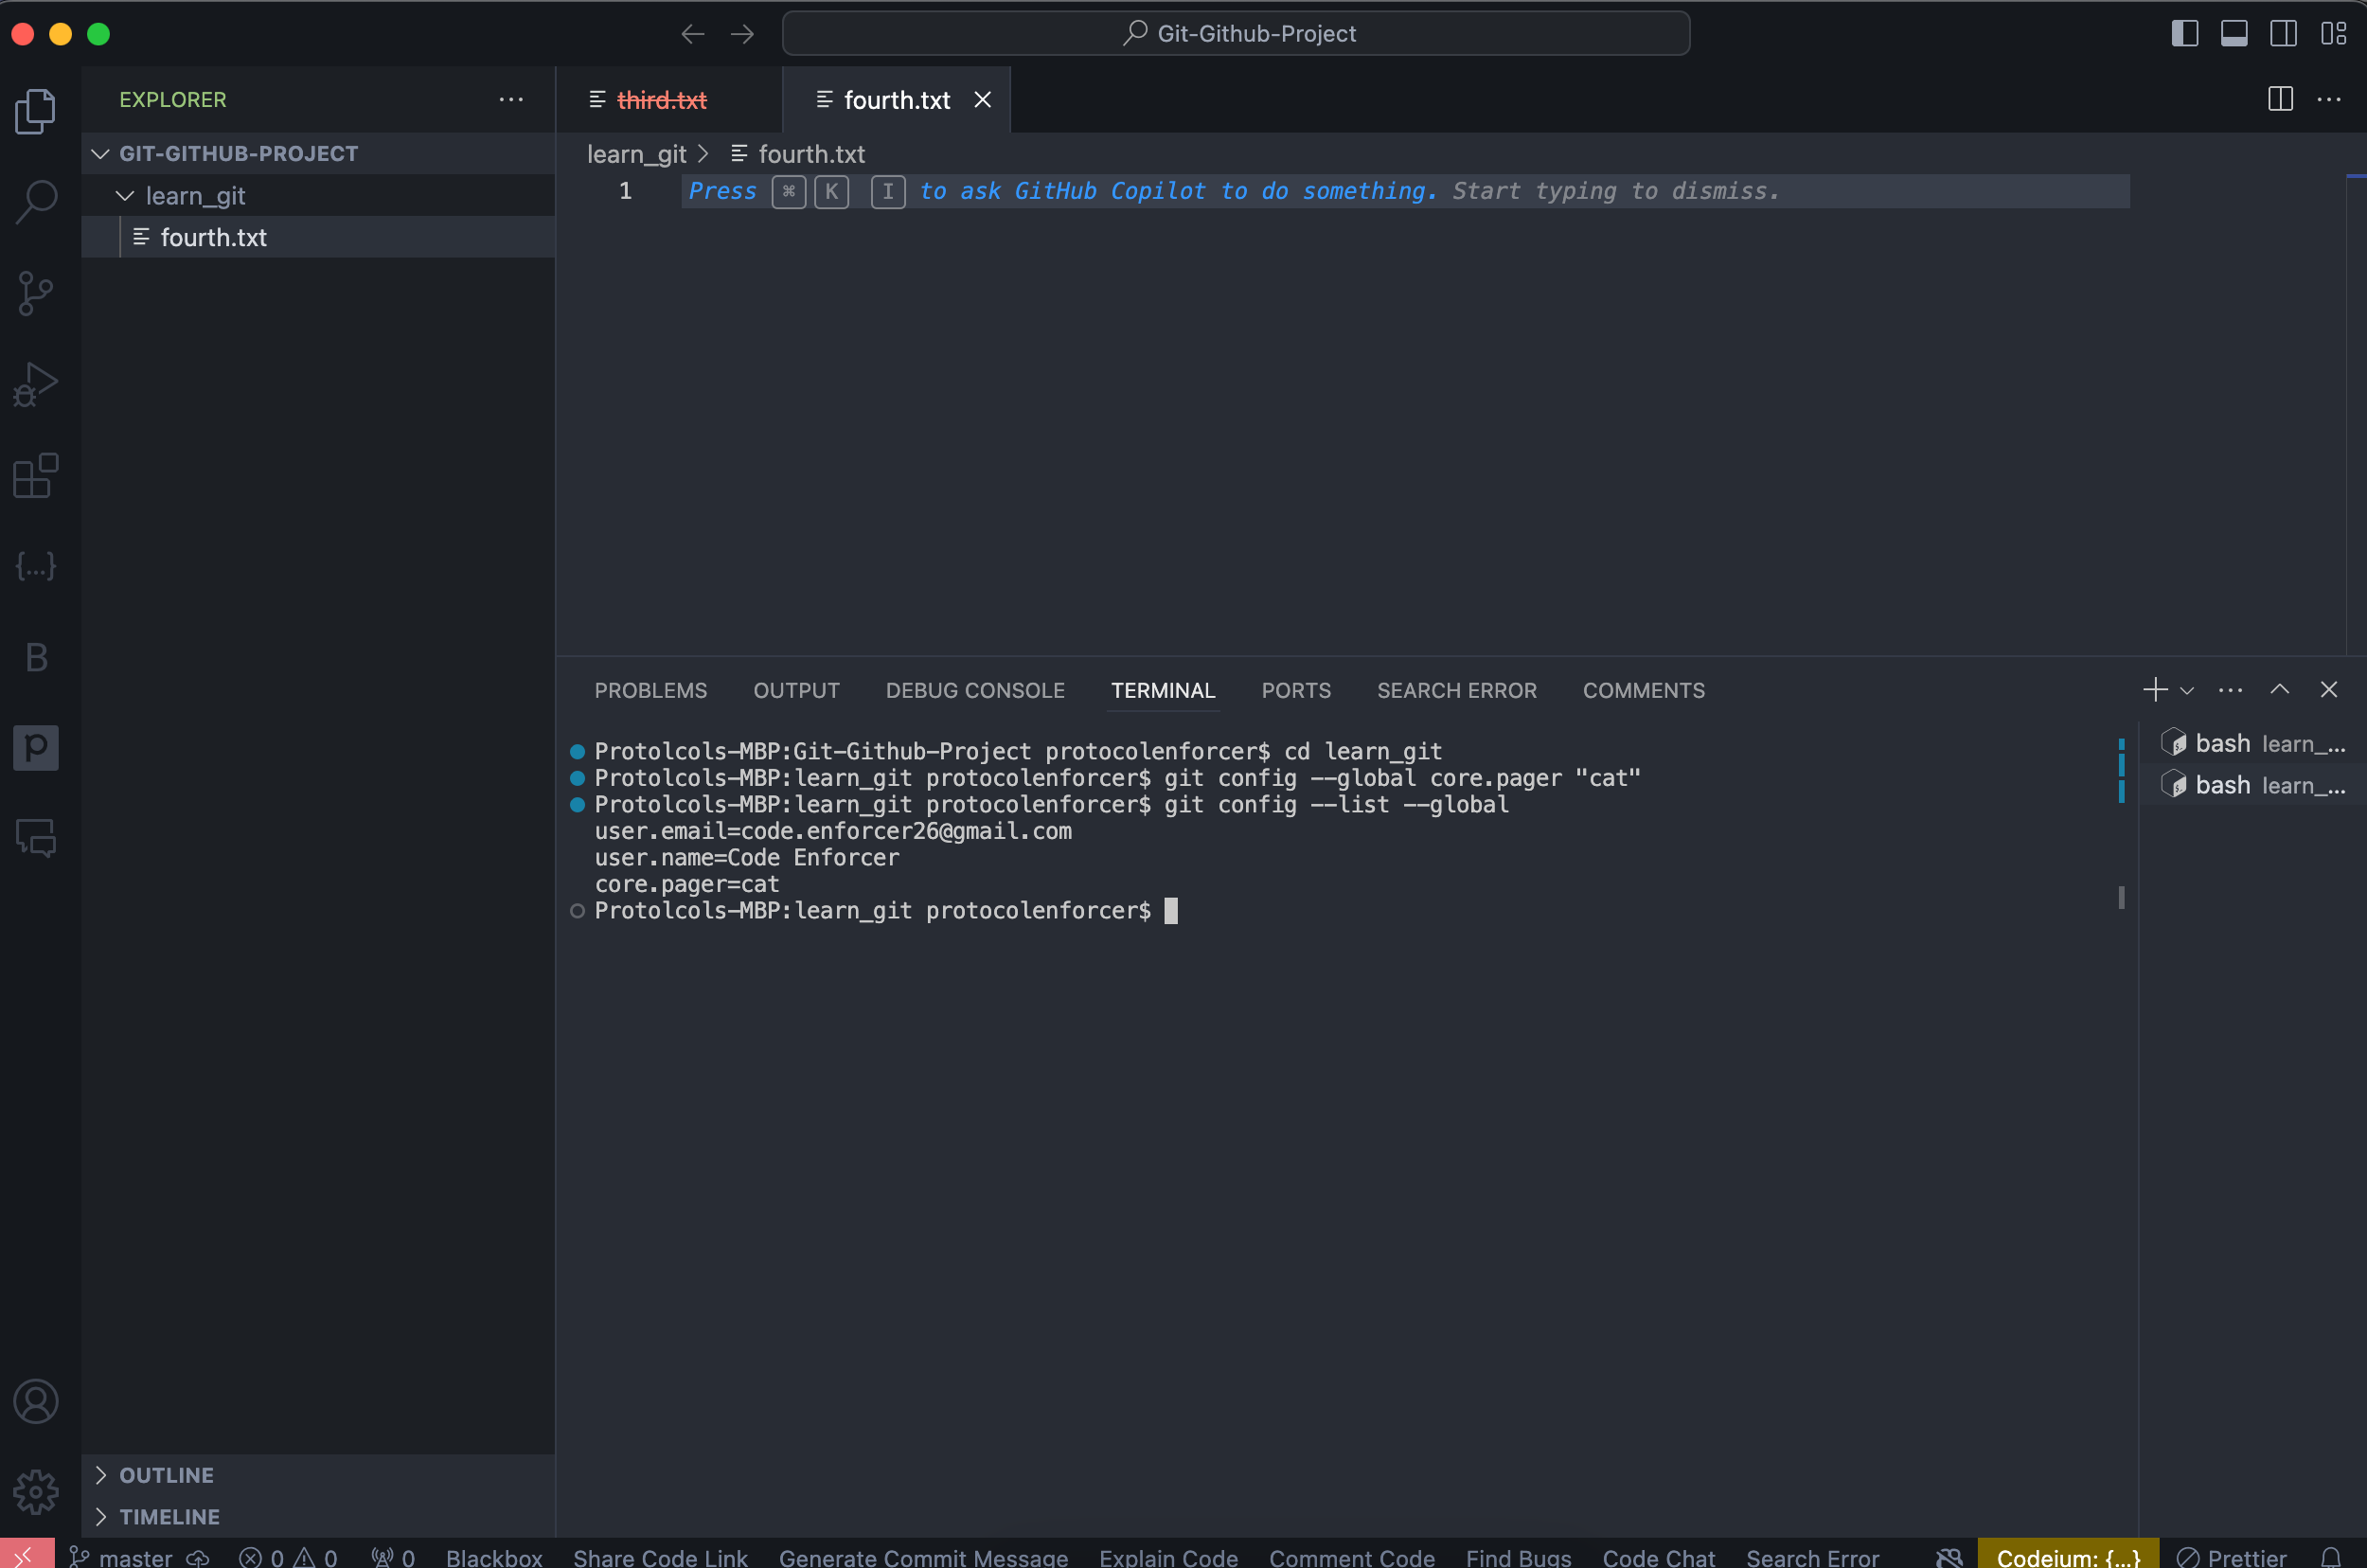 Git-Github-Project
EXPLORER
third.txt
fourth.txt
GIT-GITHUB-PROJECT
learn_git
fourth.txt
learn_git > fourth.txt
1 Press ⌘ K I to ask GitHub Copilot to do something. Start typing to dismiss.
{...}
B
P
PROBLEMS OUTPUT DEBUG CONSOLE TERMINAL PORTS SEARCH ERROR COMMENTS
Protolcols-MBP:Git-Github-Project protocolenforcer$ cd learn_git
Protolcols-MBP:learn_git protocolenforcer$ git config --global core.pager "cat"
Protolcols-MBP:learn_git protocolenforcer$ git config --list --global
user.email=code.enforcer26@gmail.com
user.name=Code Enforcer
core.pager=cat
Protolcols-MBP:learn_git protocolenforcer$
bash learn_...
bash learn_...
OUTLINE
TIMELINE
master 0 0 0 Blackbox Share Code Link Generate Commit Message Explain Code Comment Code Find Bugs Code Chat Search Error Codeium: {...} Prettier